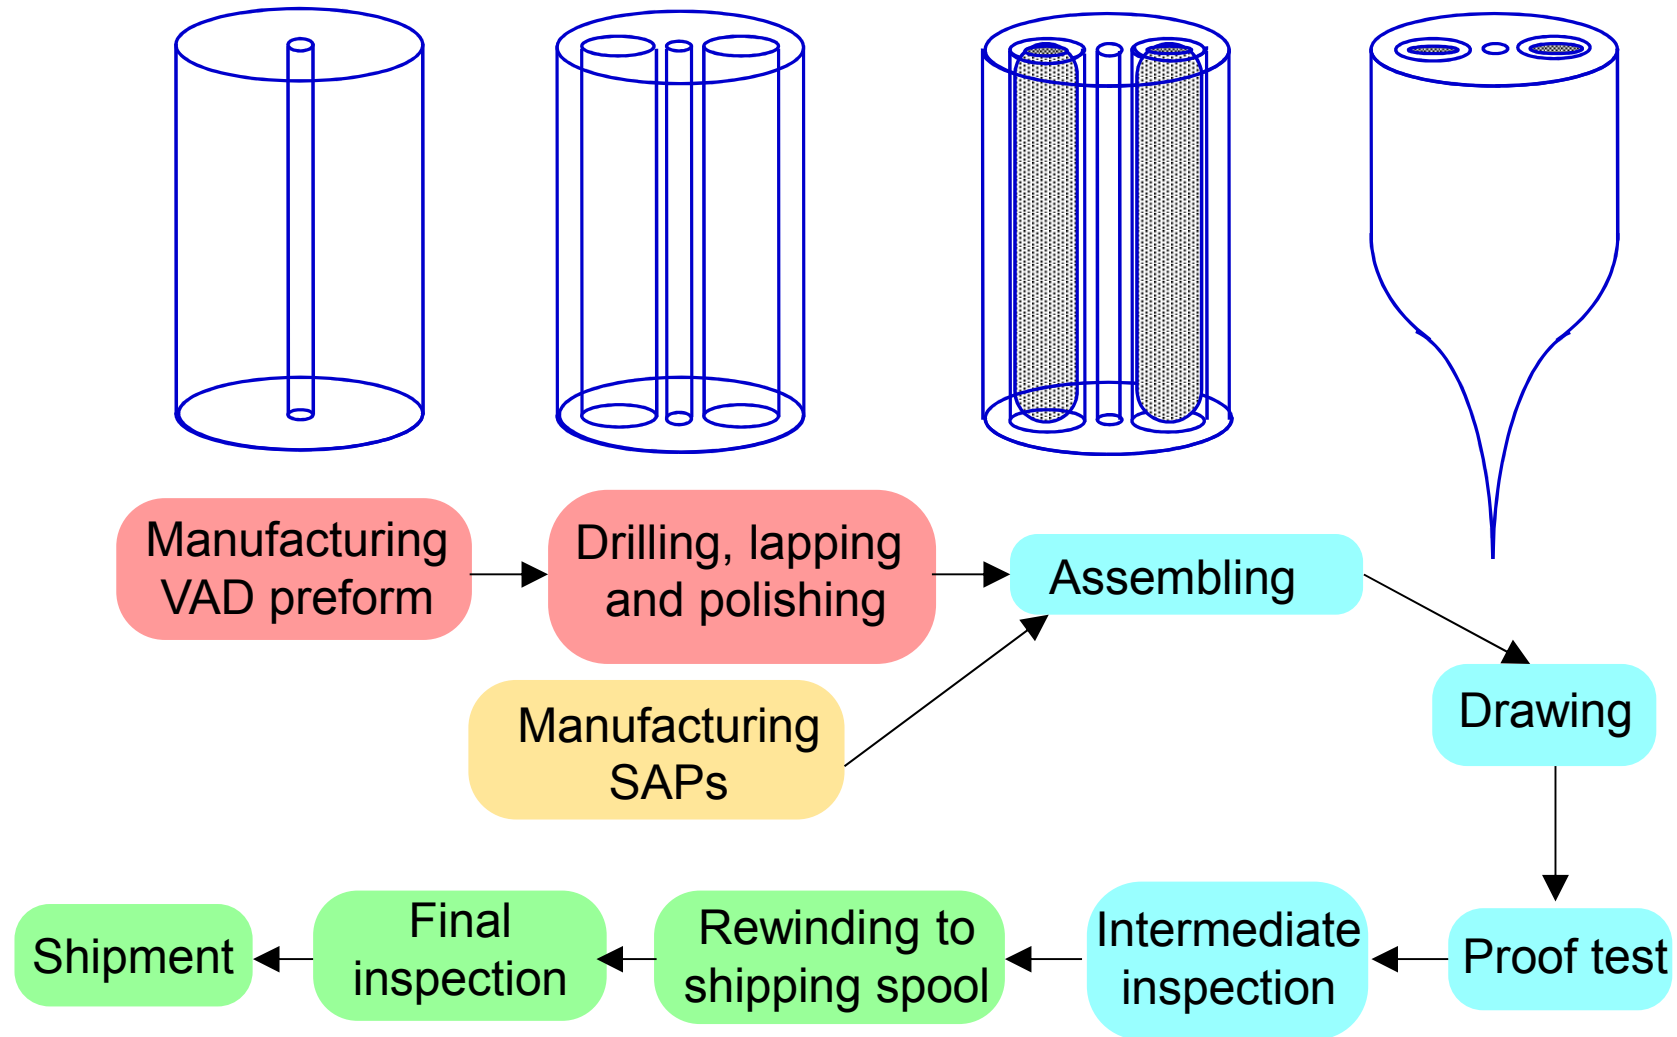 Manufacturing
VAD preform
Drilling, lapping
and polishing
Assembling
Manufacturing
SAPs
Drawing
Proof test
Intermediate
inspection
Rewinding to
shipping spool
Final
inspection
Shipment